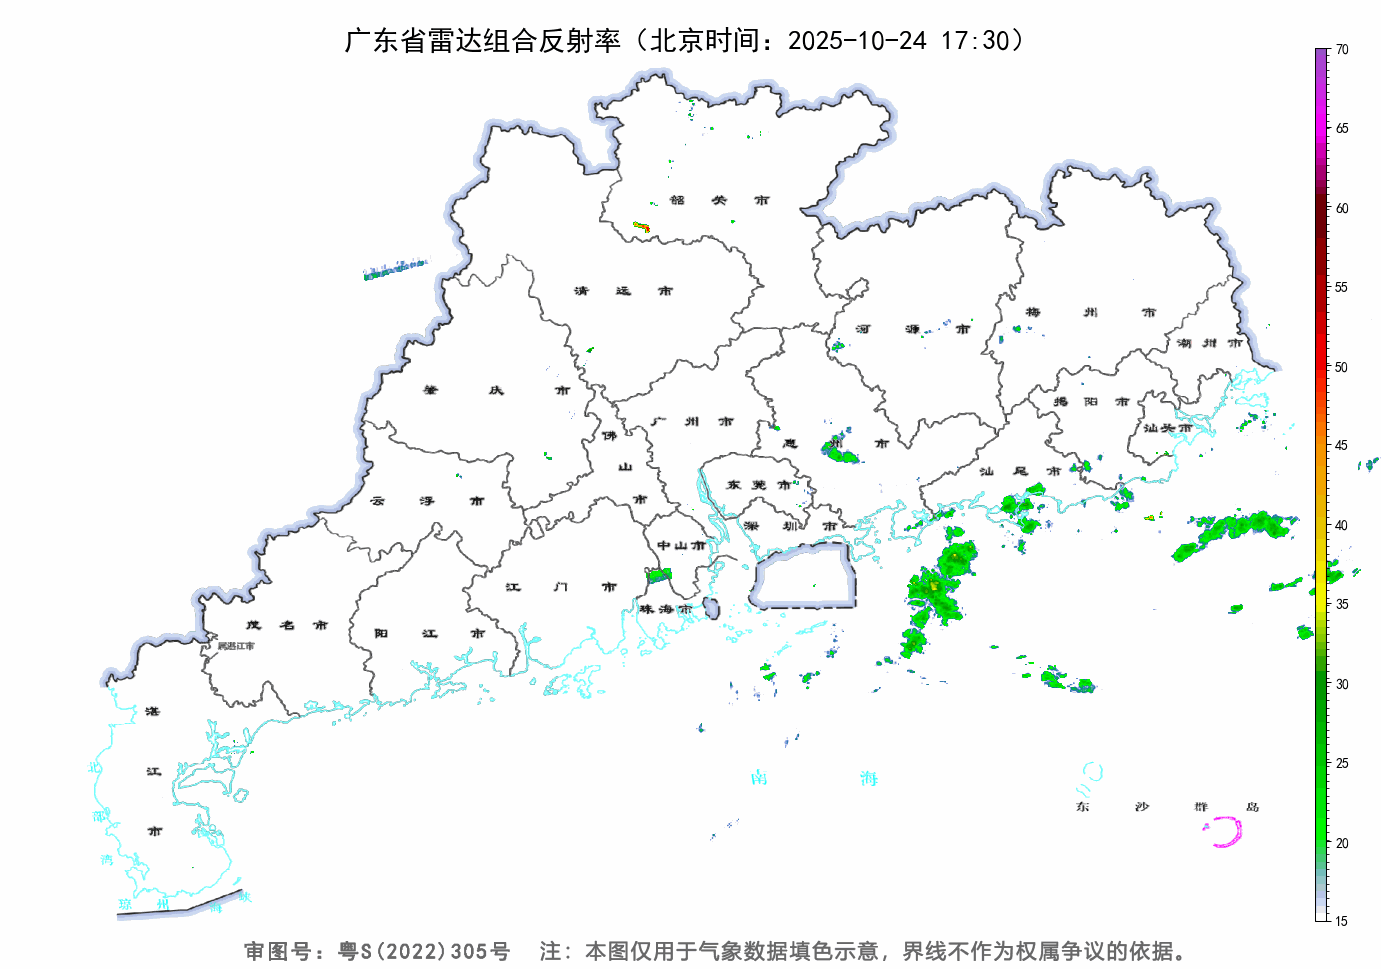 广东省雷达组合反射率（北京时间：2025-10-24 17:30）
70
65
60
55
50
45
40
35
30
25
20
15
韶关市
清远市
河源市
梅州市
潮州市
肇庆市
揭阳市
汕头市
广州市
佛山市
惠州市
汕尾市
东莞市
云浮市
深圳市
中山市
江门市
珠海市
茂名市
阳江市
属湛江市
湛江市
北部湾
南海
东沙群岛
琼州海峡
审图号：粤S(2022)305号 注：本图仅用于气象数据填色示意，界线不作为权属争议的依据。